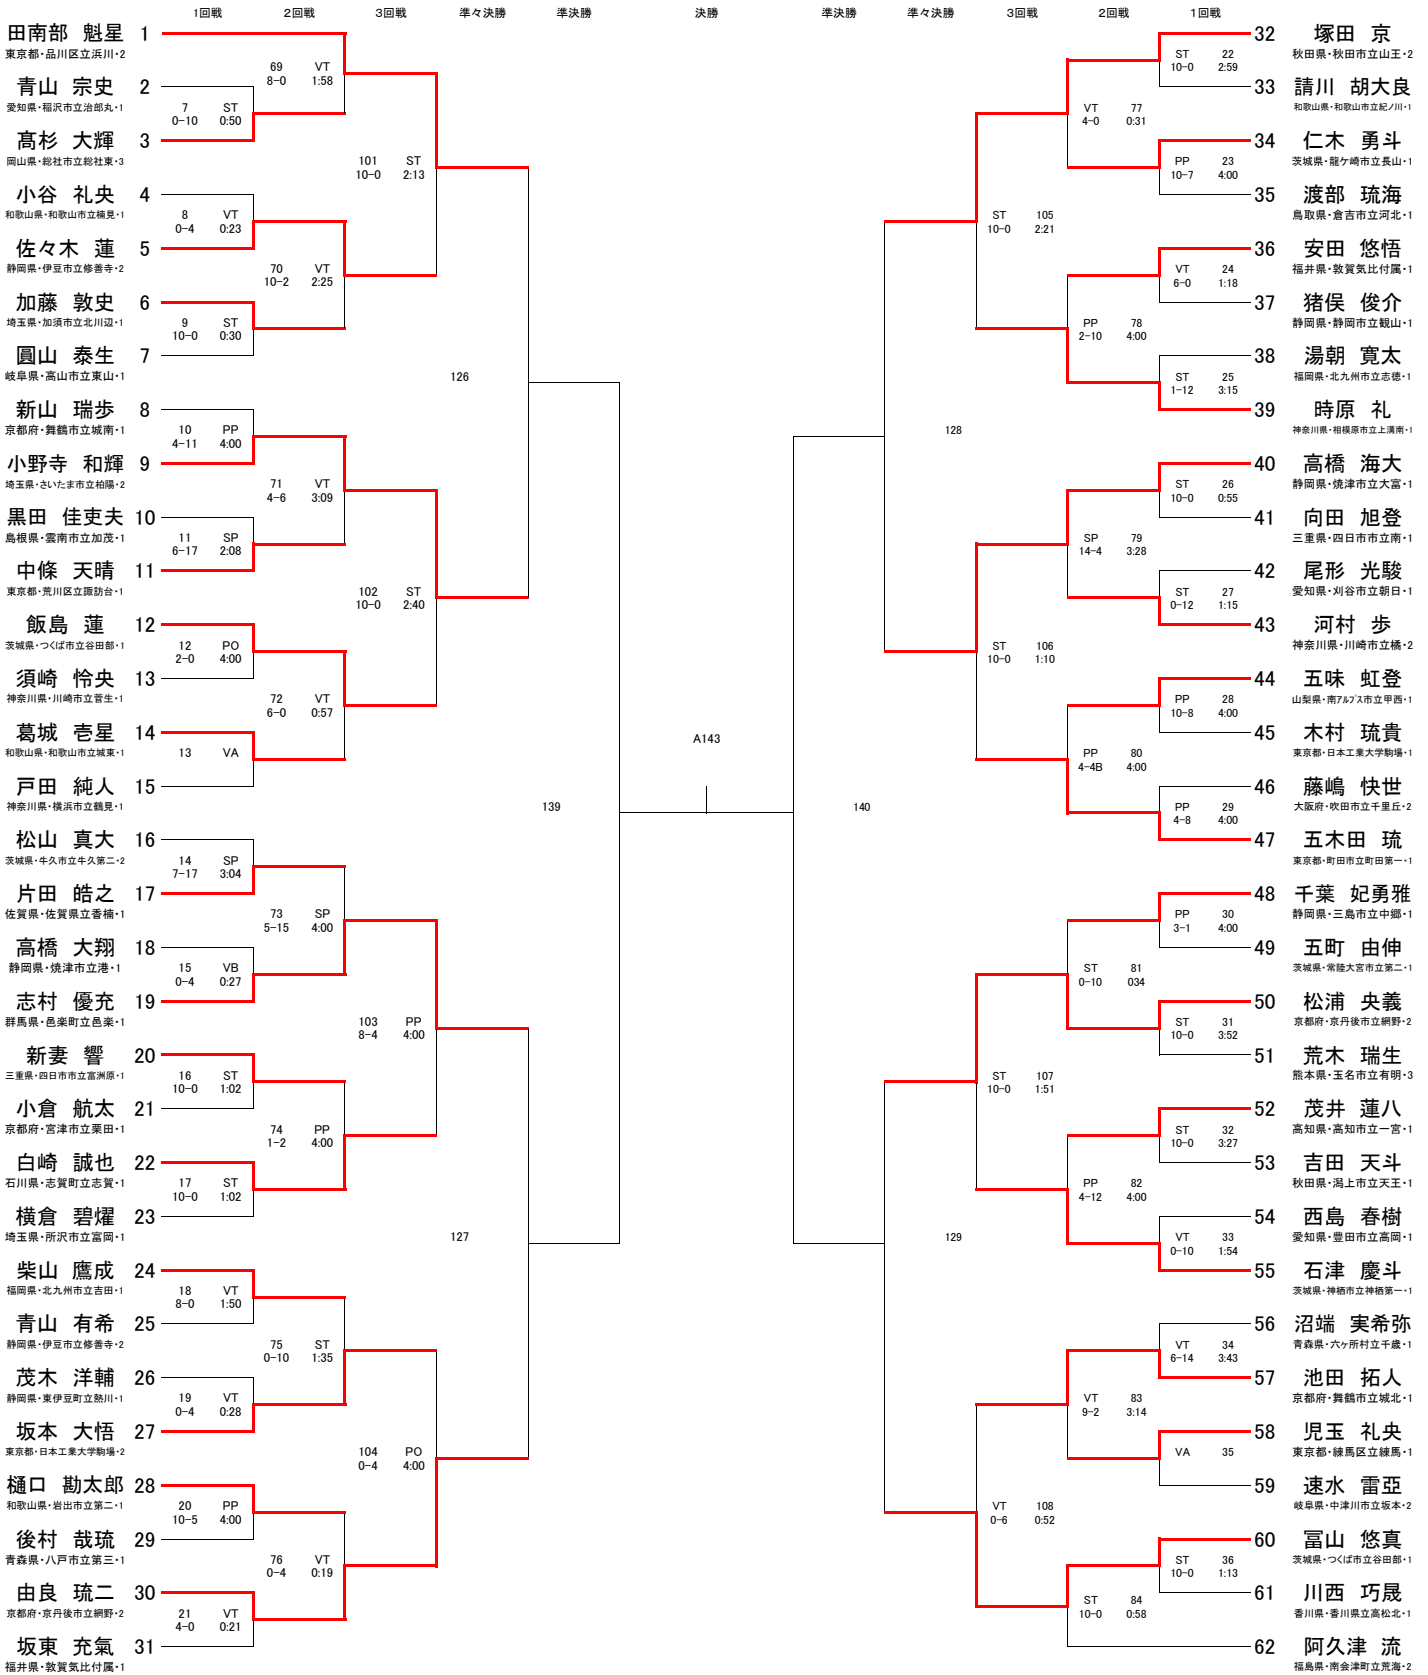 1回戦 2回戦 3回戦 準々決勝 準決勝 決勝 準決勝 準々決勝 3回戦 2回戦 1回戦
田南部 魁星 1
東京都・品川区立浜川・2
69 VT
8-0 1:58
青山 宗史 2
愛知県・稲沢市立治郎丸・1
7 ST
0-10 0:50
髙杉 大輝 3
岡山県・総社市立総社東・3
101 ST
10-0 2:13
小谷 礼央 4
和歌山県・和歌山市立楠見・1
8 VT
0-4 0:23
佐々木 蓮 5
静岡県・伊豆市立修善寺・2
70 VT
10-2 2:25
加藤 敦史 6
埼玉県・加須市立北川辺・1
9 ST
10-0 0:30
圓山 泰生 7
岐阜県・高山市立東山・1
126
新山 瑞歩 8
京都府・舞鶴市立城南・1
10 PP
4-11 4:00
小野寺 和輝 9
埼玉県・さいたま市立柏陽・2
71 VT
4-6 3:09
黒田 佳吏夫 10
島根県・雲南市立加茂・1
11 SP
6-17 2:08
中條 天晴 11
東京都・荒川区立諏訪台・1
102 ST
10-0 2:40
飯島 蓮 12
茨城県・つくば市立谷田部・1
12 PO
2-0 4:00
須崎 怜央 13
神奈川県・川崎市立菅生・1
72 VT
6-0 0:57
葛城 壱星 14
和歌山県・和歌山市立城東・1
13 VA
戸田 純人 15
神奈川県・横浜市立鶴見・1
139
松山 真大 16
茨城県・牛久市立牛久第二・2
14 SP
7-17 3:04
片田 皓之 17
佐賀県・佐賀県立香楠・1
73 SP
5-15 4:00
高橋 大翔 18
静岡県・焼津市立港・1
15 VB
0-4 0:27
志村 優充 19
群馬県・邑楽町立邑楽・1
103 PP
8-4 4:00
新妻 響 20
三重県・四日市市立富洲原・1
16 ST
10-0 1:02
小倉 航太 21
京都府・宮津市立栗田・1
74 PP
1-2 4:00
白崎 誠也 22
石川県・志賀町立志賀・1
17 ST
10-0 1:02
横倉 碧燿 23
埼玉県・所沢市立富岡・1
127
柴山 鷹成 24
福岡県・北九州市立吉田・1
18 VT
8-0 1:50
青山 有希 25
静岡県・伊豆市立修善寺・2
75 ST
0-10 1:35
茂木 洋輔 26
静岡県・東伊豆町立熱川・1
19 VT
0-4 0:28
坂本 大悟 27
東京都・日本工業大学駒場・2
104 PO
0-4 4:00
樋口 勘太郎 28
和歌山県・岩出市立第二・1
20 PP
10-5 4:00
後村 哉琉 29
青森県・八戸市立第三・1
76 VT
0-4 0:19
由良 琉二 30
京都府・京丹後市立網野・2
21 VT
4-0 0:21
坂東 充氣 31
福井県・敦賀気比付属・1
A143
32 塚田 京
秋田県・秋田市立山王・2
ST 22
10-0 2:59
33 請川 胡大良
和歌山県・和歌山市立紀ノ川・1
VT 77
4-0 0:31
34 仁木 勇斗
茨城県・龍ケ崎市立長山・1
PP 23
10-7 4:00
35 渡部 琉海
鳥取県・倉吉市立河北・1
ST 105
10-0 2:21
36 安田 悠悟
福井県・敦賀気比付属・1
VT 24
6-0 1:18
37 猪俣 俊介
静岡県・静岡市立観山・1
PP 78
2-10 4:00
38 湯朝 寛太
福岡県・北九州市立志徳・1
ST 25
1-12 3:15
39 時原 礼
神奈川県・相模原市立上溝南・1
128
40 高橋 海大
静岡県・焼津市立大富・1
ST 26
10-0 0:55
41 向田 旭登
三重県・四日市市立南・1
SP 79
14-4 3:28
42 尾形 光駿
愛知県・刈谷市立朝日・1
ST 27
0-12 1:15
43 河村 歩
神奈川県・川崎市立橘・2
ST 106
10-0 1:10
44 五味 虹登
山梨県・南アルプス市立甲西・1
PP 28
10-8 4:00
45 木村 琉貴
東京都・日本工業大学駒場・1
PP 80
4-4B 4:00
46 藤嶋 快世
大阪府・吹田市立千里丘・2
PP 29
4-8 4:00
47 五木田 琉
東京都・町田市立町田第一・1
140
48 千葉 妃勇雅
静岡県・三島市立中郷・1
PP 30
3-1 4:00
49 五町 由伸
茨城県・常陸大宮市立第二・1
ST 81
0-10 034
50 松浦 央義
京都府・京丹後市立網野・2
ST 31
10-0 3:52
51 荒木 瑞生
熊本県・玉名市立有明・3
ST 107
10-0 1:51
52 茂井 蓮八
高知県・高知市立一宮・1
ST 32
10-0 3:27
53 吉田 天斗
秋田県・潟上市立天王・1
PP 82
4-12 4:00
54 西島 春樹
愛知県・豊田市立高岡・1
VT 33
0-10 1:54
55 石津 慶斗
茨城県・神栖市立神栖第一・1
129
56 沼端 実希弥
青森県・六ヶ所村立千歳・1
VT 34
6-14 3:43
57 池田 拓人
京都府・舞鶴市立城北・1
VT 83
9-2 3:14
58 児玉 礼央
東京都・練馬区立練馬・1
VA 35
59 速水 雷亞
岐阜県・中津川市立坂本・2
VT 108
0-6 0:52
60 冨山 悠真
茨城県・つくば市立谷田部・1
ST 36
10-0 1:13
61 川西 巧晟
香川県・香川県立高松北・1
ST 84
10-0 0:58
62 阿久津 流
福島県・南会津町立荒海・2